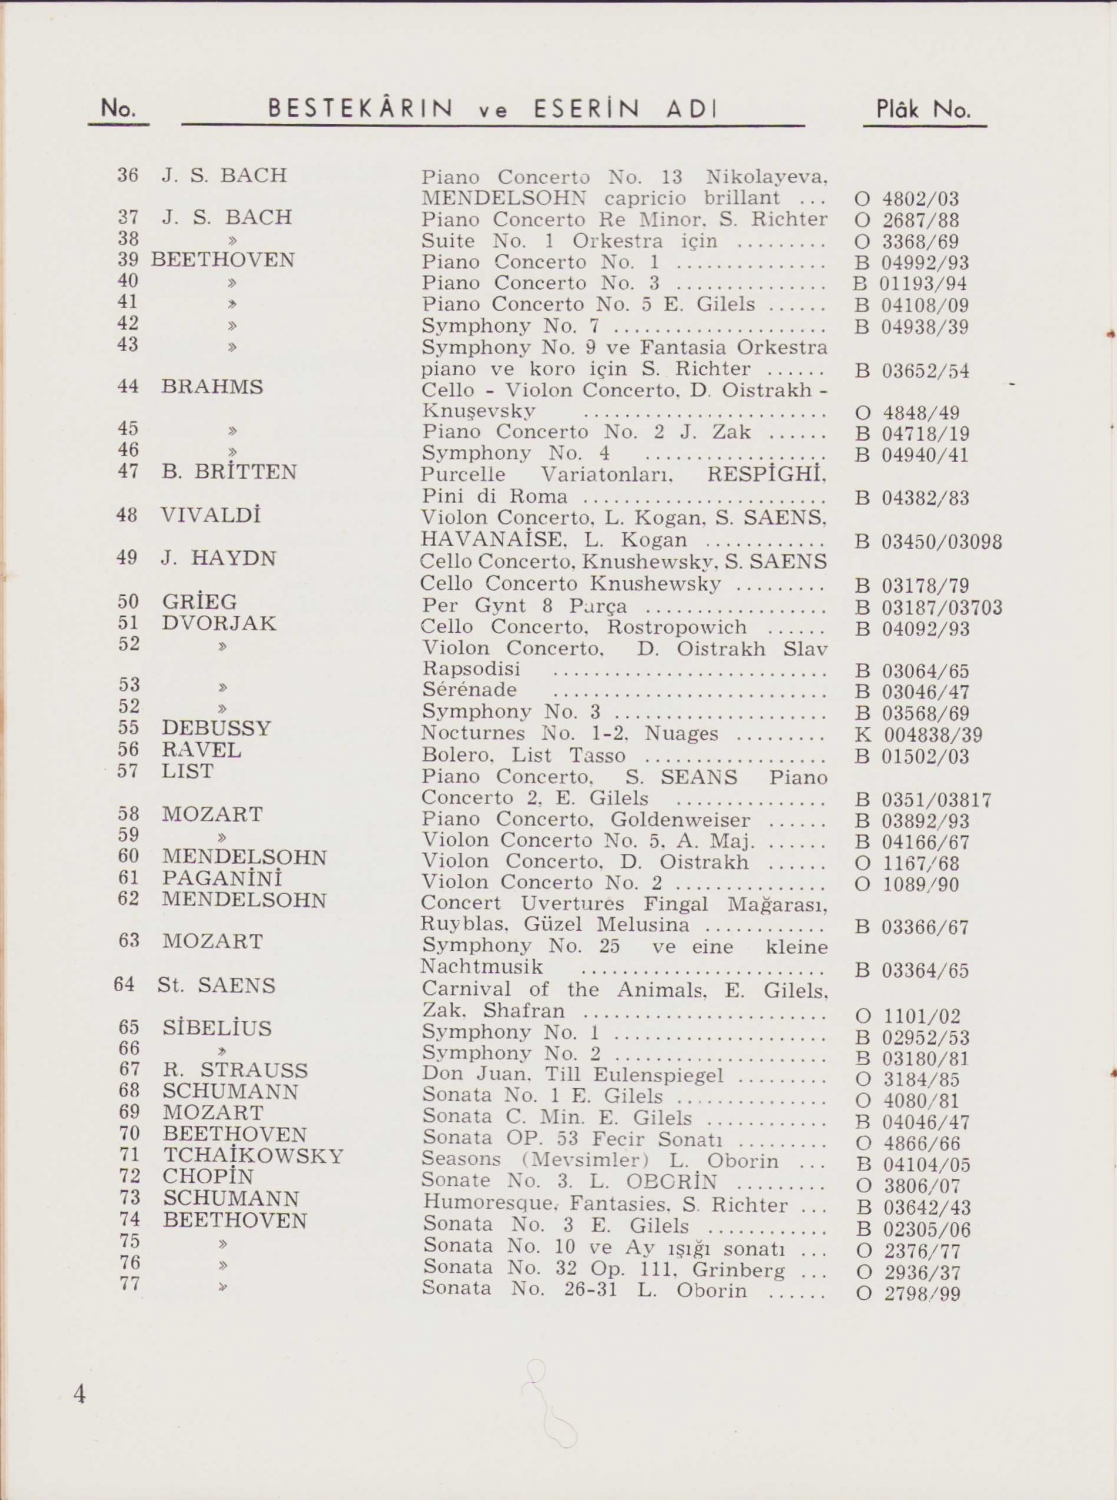 No. BESTEKÂRIN ve ESERİN ADI Plâk No.
36 J. S. BACH Piano Concerto No. 13 Nikolayeva,
MENDELSOHN capricio brillant ... O 4802/03
37 J. S. BACH Piano Concerto Re Minor, S. Richter O 2687/88
38 » Suite No. 1 Orkestra için ......... O 3368/69
39 BEETHOVEN Piano Concerto No. 1 ............... B 04992/93
40 » Piano Concerto No. 3 ............... B 01193/94
41 » Piano Concerto No. 5 E. Gilels ...... B 04108/09
42 » Symphony No. 7 ...................... B 04938/39
43 » Symphony No. 9 ve Fantasia Orkestra
piano ve koro için S. Richter ...... B 03652/54
44 BRAHMS Cello - Violon Concerto, D. Oistrakh -
Knuşevsky ........................ O 4848/49
45 » Piano Concerto No. 2 J. Zak ...... B 04718/19
46 » Symphony No. 4 .................. B 04940/41
47 B. BRİTTEN Purcelle Variatonları, RESPİGHİ,
Pini di Roma ........................ B 04382/83
48 VIVALDİ Violon Concerto, L. Kogan, S. SAENS,
HAVANAİSE, L. Kogan ............ B 03450/03098
49 J. HAYDN Cello Concerto, Knushewsky, S. SAENS
Cello Concerto Knushewsky ......... B 03178/79
50 GRİEG Per Gynt 8 Parça .................. B 03187/03703
51 DVORJAK Cello Concerto, Rostropowich ...... B 04092/93
52 » Violon Concerto, D. Oistrakh Slav
Rapsodisi ........................... B 03064/65
53 » Sérénade ........................... B 03046/47
52 » Symphony No. 3 ..................... B 03568/69
55 DEBUSSY Nocturnes No. 1-2, Nuages ......... K 004838/39
56 RAVEL Bolero, List Tasso .................. B 01502/03
57 LIST Piano Concerto, S. SEANS Piano
Concerto 2, E. Gilels ............... B 0351/03817
58 MOZART Piano Concerto, Goldenweiser ...... B 03892/93
59 » Violon Concerto No. 5, A. Maj. ...... B 04166/67
60 MENDELSOHN Violon Concerto, D. Oistrakh ...... O 1167/68
61 PAGANİNİ Violon Concerto No. 2 ............... O 1089/90
62 MENDELSOHN Concert Uvertures Fingal Mağarası,
Ruyblas, Güzel Melusina ............ B 03366/67
63 MOZART Symphony No. 25 ve eine kleine
Nachtmusik ........................ B 03364/65
64 St. SAENS Carnival of the Animals, E. Gilels,
Zak, Shafran ........................ O 1101/02
65 SİBELİUS Symphony No. 1 ..................... B 02952/53
66 » Symphony No. 2 ..................... B 03180/81
67 R. STRAUSS Don Juan, Till Eulenspiegel ......... O 3184/85
68 SCHUMANN Sonata No. 1 E. Gilels ............... O 4080/81
69 MOZART Sonata C. Min. E. Gilels ............ B 04046/47
70 BEETHOVEN Sonata OP. 53 Fecir Sonatı ......... O 4866/66
71 TCHAİKOWSKY Seasons (Mevsimler) L. Oborin ... B 04104/05
72 CHOPİN Sonate No. 3, L. OBORİN ......... O 3806/07
73 SCHUMANN Humoresque, Fantasies, S. Richter ... B 03642/43
74 BEETHOVEN Sonata No. 3 E. Gilels ............ B 02305/06
75 » Sonata No. 10 ve Ay ışığı sonatı ... O 2376/77
76 » Sonata No. 32 Op. 111, Grinberg ... O 2936/37
77 » Sonata No. 26-31 L. Oborin ...... O 2798/99
4